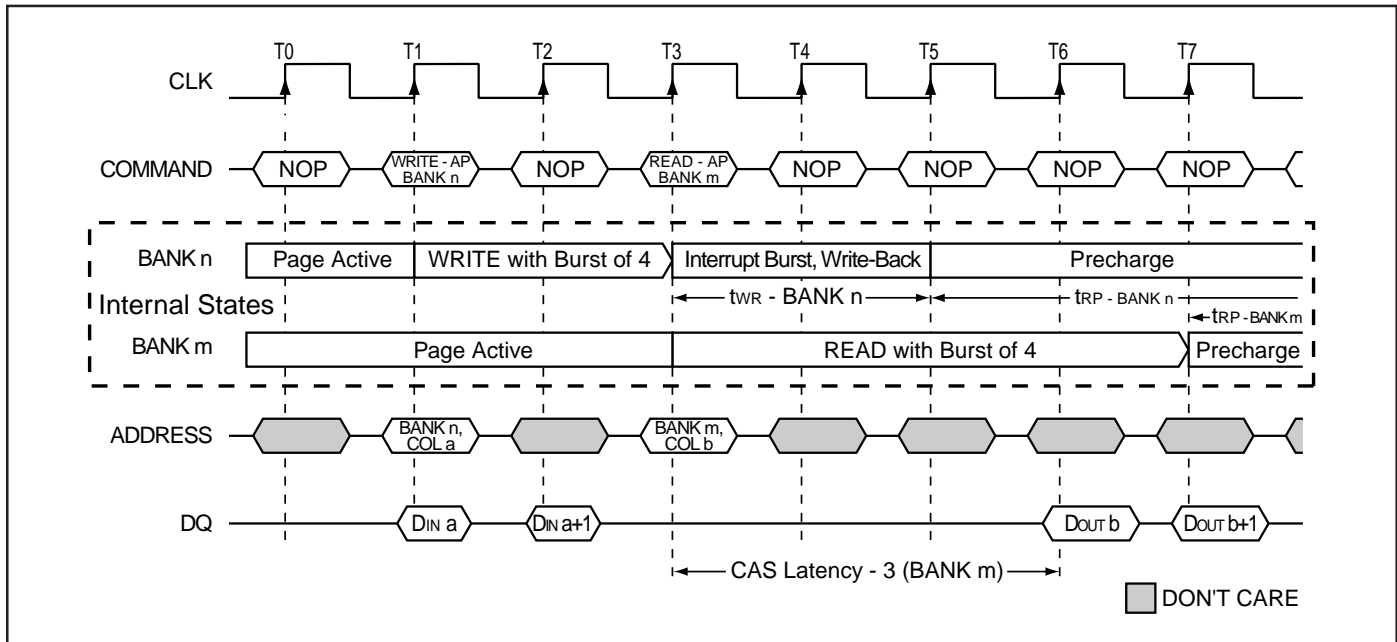 T0 T1 T2 T3 T4 T5 T6 T7
CLK
COMMAND NOP WRITE - AP BANK n NOP READ - AP BANK m NOP NOP NOP NOP
BANK n Page Active WRITE with Burst of 4 Interrupt Burst, Write-Back Precharge
Internal States tWR - BANK n tRP - BANK n
tRP - BANK m
BANK m Page Active READ with Burst of 4 Precharge
ADDRESS BANK n, COL a BANK m, COL b
DQ DIN a DIN a+1 DOUT b DOUT b+1
CAS Latency - 3 (BANK m)
DON'T CARE